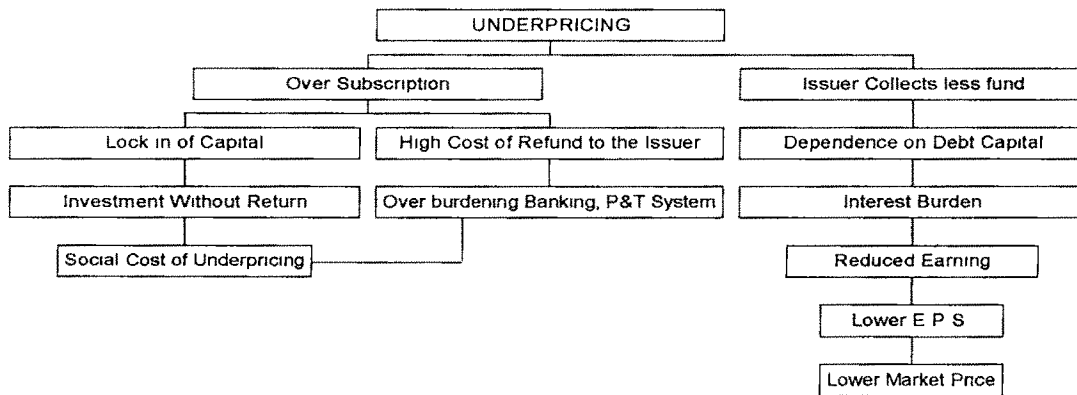 UNDERPRICING
Over Subscription
Issuer Collects less fund
Lock in of Capital
High Cost of Refund to the Issuer
Dependence on Debt Capital
Investment Without Return
Over burdening Banking, P&T System
Interest Burden
Social Cost of Underpricing
Reduced Earning
Lower E P S
Lower Market Price